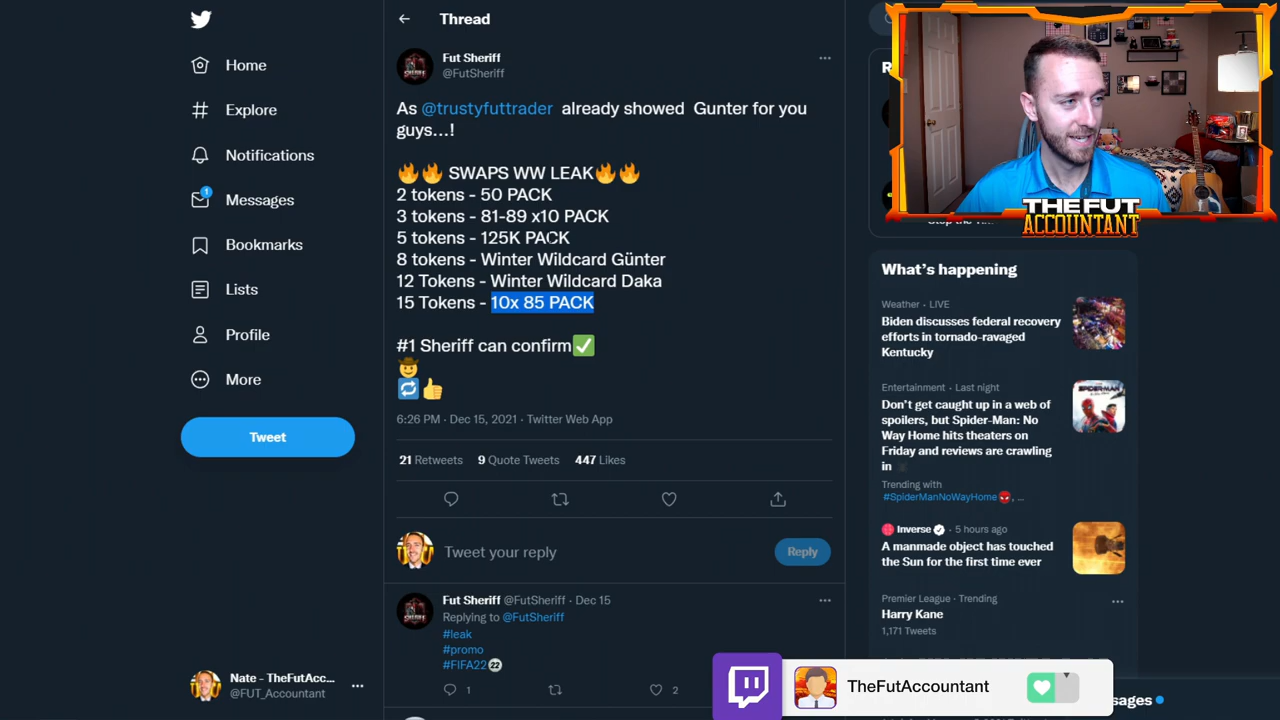 Home
Explore
Notifications
1
Messages
Bookmarks
Lists
Profile
More
Tweet
Nate - TheFutAcc...
@FUT_Accountant
Thread
Fut Sheriff
@FutSheriff
As @trustyfuttrader already showed Gunter for you
guys...!
🔥🔥 SWAPS WW LEAK🔥🔥
2 tokens - 50 PACK
3 tokens - 81-89 x10 PACK
5 tokens - 125K PACK
8 tokens - Winter Wildcard Günter
12 Tokens - Winter Wildcard Daka
15 Tokens - 10x 85 PACK
#1 Sheriff can confirm✅
🤠
🔁👍
6:26 PM · Dec 15, 2021 · Twitter Web App
21 Retweets 9 Quote Tweets 447 Likes
Tweet your reply
Reply
Fut Sheriff @FutSheriff · Dec 15
Replying to @FutSheriff
#leak
#promo
#FIFA22
22
1
2
THE FUT
ACCOUNTANT
What's happening
Weather · LIVE
Biden discusses federal recovery
efforts in tornado-ravaged
Kentucky
Entertainment · Last night
Don't get caught up in a web of
spoilers, but Spider-Man: No
Way Home hits theaters on
Friday and reviews are crawling
in
Trending with
#SpiderManNoWayHome , ...
Inverse · 5 hours ago
A manmade object has touched
the Sun for the first time ever
Premier League · Trending
Harry Kane
1,171 Tweets
TheFutAccountant